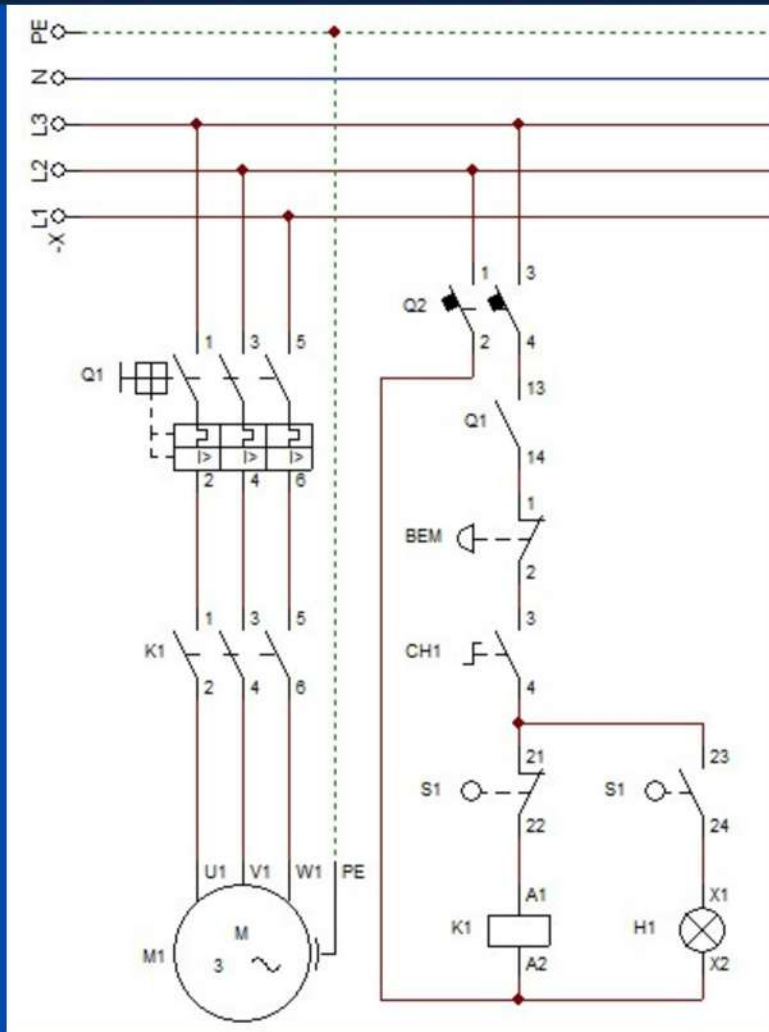 PE
N
L3
L2
L1
-X
1 3
Q2
2 4
1 3 5
Q1
13
Q1
I> I> I>
14
2 4 6
1
BEM
2
1 3 5
3
K1
CH1
2 4 6
4
21 23
S1 S1
22 24
U1 V1 W1 PE
A1 X1
M
K1 H1
M1
3
A2 X2